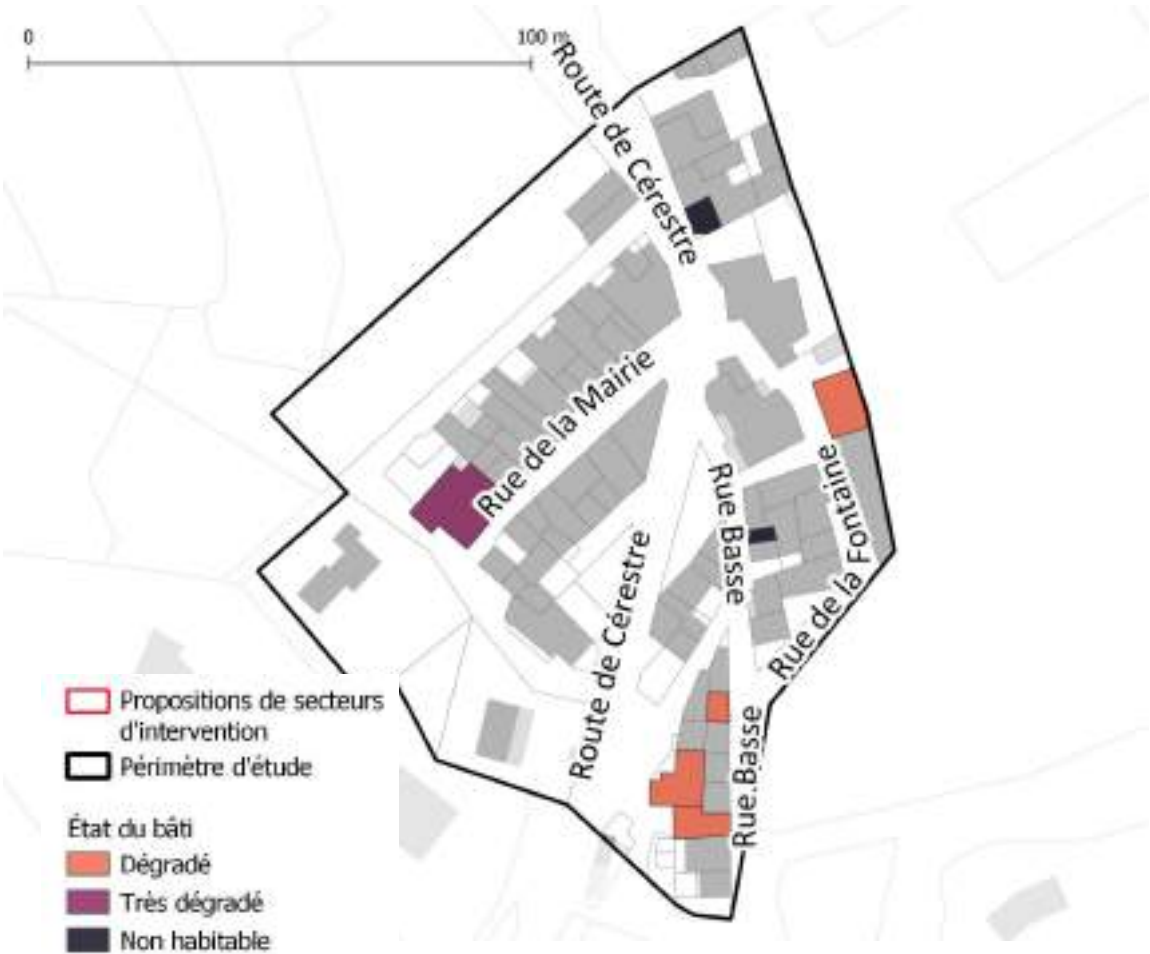 0
100 m
Route de Cérestre
Rue de la Mairie
Rue Basse
Rue de la Fontaine
Route de Cérestre
Rue Basse
Propositions de secteurs
d'intervention
Périmètre d'étude
État du bâti
Dégradé
Très dégradé
Non habitable